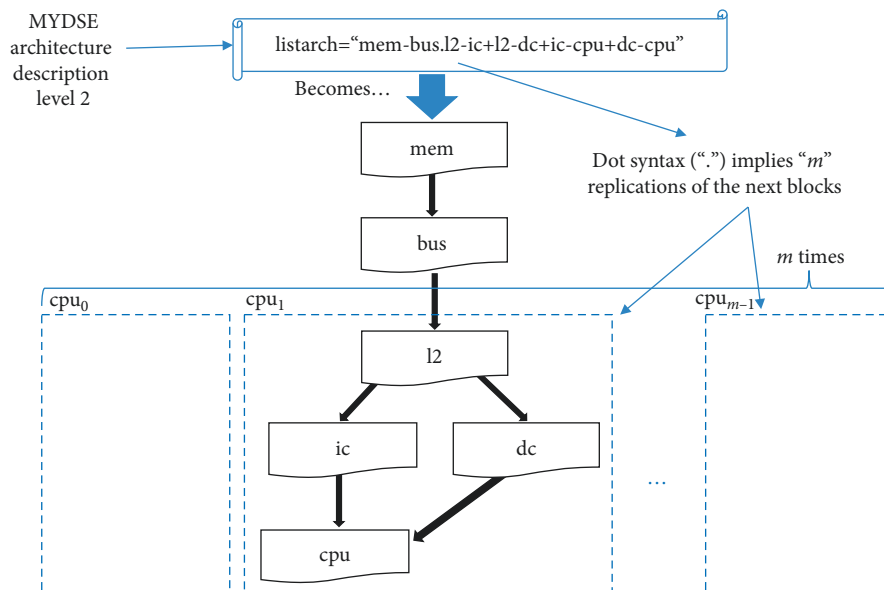 MYDSE
architecture
description
level 2
listarch=“mem-bus.l2-ic+l2-dc+ic-cpu+dc-cpu”
Becomes…
mem
Dot syntax (“.”) implies “m”
replications of the next blocks
bus
m times
cpu0
cpu1
cpum–1
l2
ic
dc
…
cpu